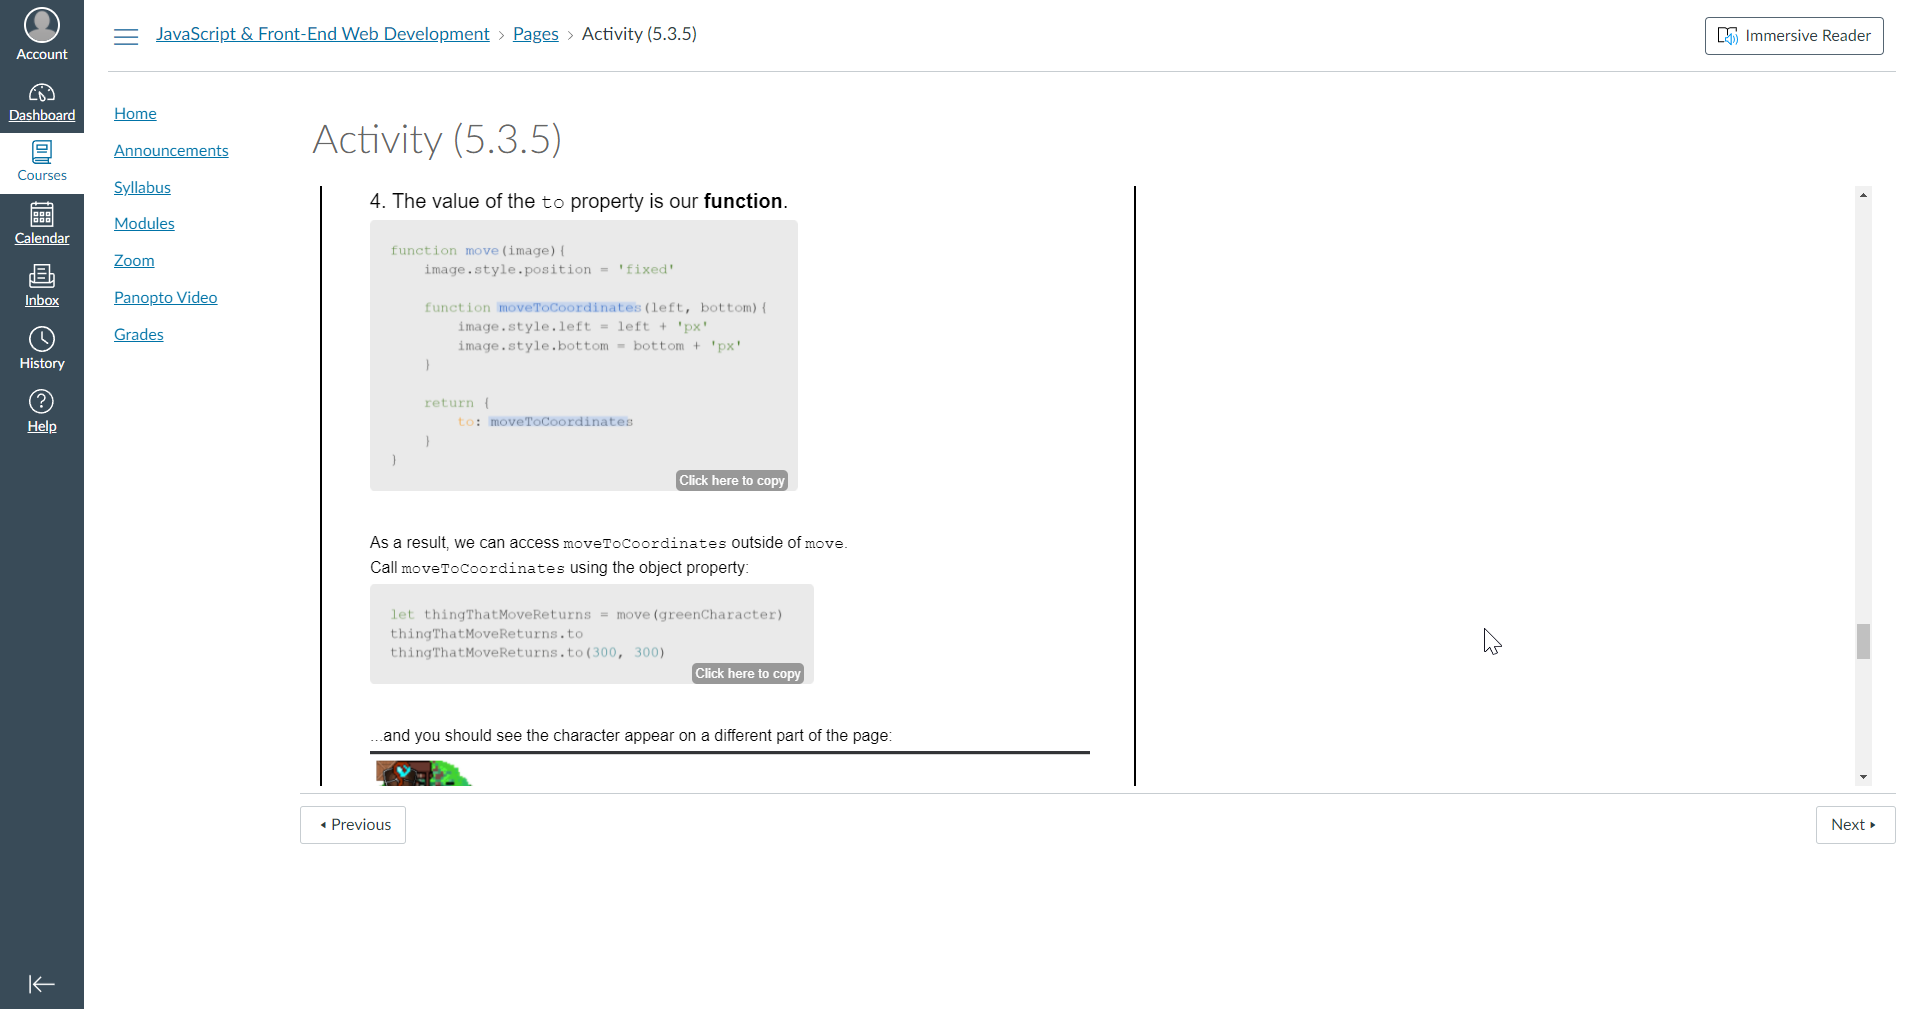 Account
Dashboard
Courses
Calendar
Inbox
History
Help
JavaScript & Front-End Web Development › Pages › Activity (5.3.5)
Immersive Reader
Home
Announcements
Syllabus
Modules
Zoom
Panopto Video
Grades
Activity (5.3.5)
4. The value of the to property is our function.
function move(image){
image.style.position = 'fixed'
function moveToCoordinates(left, bottom){
image.style.left = left + 'px'
image.style.bottom = bottom + 'px'
}
return {
to: moveToCoordinates
}
}
Click here to copy
As a result, we can access moveToCoordinates outside of move.
Call moveToCoordinates using the object property:
let thingThatMoveReturns = move(greenCharacter)
thingThatMoveReturns.to
thingThatMoveReturns.to(300, 300)
Click here to copy
...and you should see the character appear on a different part of the page:
Previous
Next